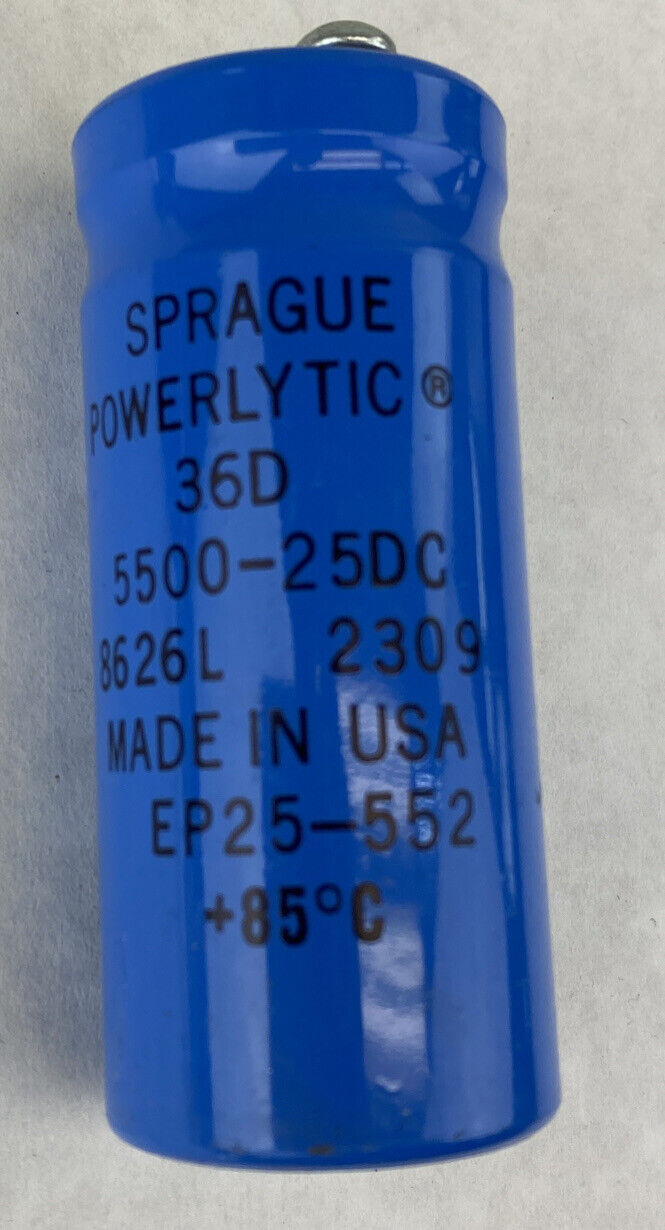 SPRAGUE
POWERLYTIC®
36D
5500-25DC
8626L 2309
MADE IN USA
EP25-552
+85°C